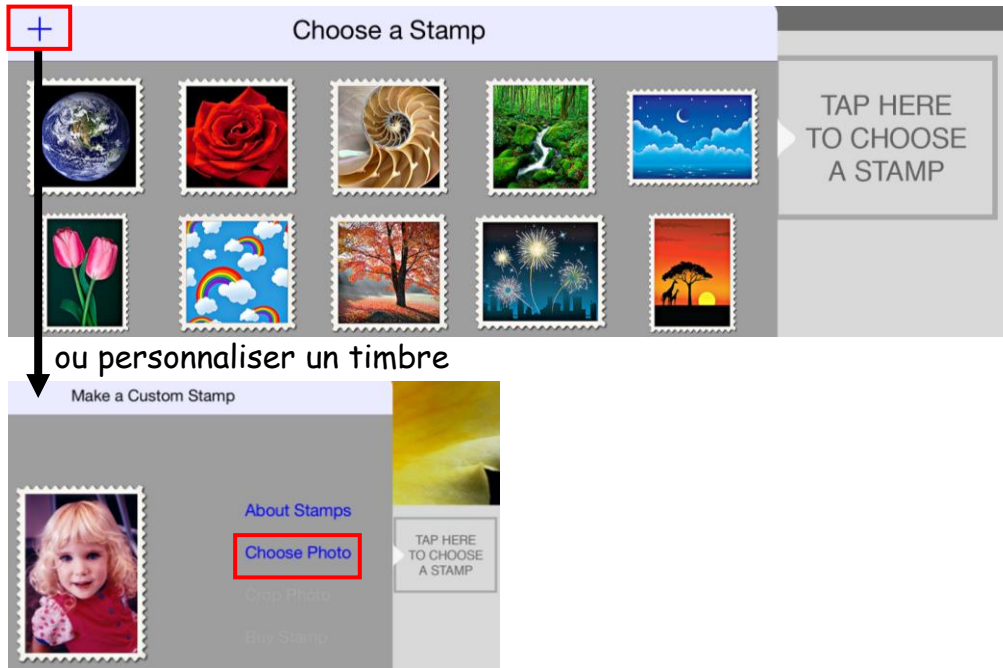 + Choose a Stamp
TAP HERE
TO CHOOSE
A STAMP
ou personnaliser un timbre
Make a Custom Stamp
About Stamps
Choose Photo
Crop Photo
Buy Stamp
TAP HERE
TO CHOOSE
A STAMP